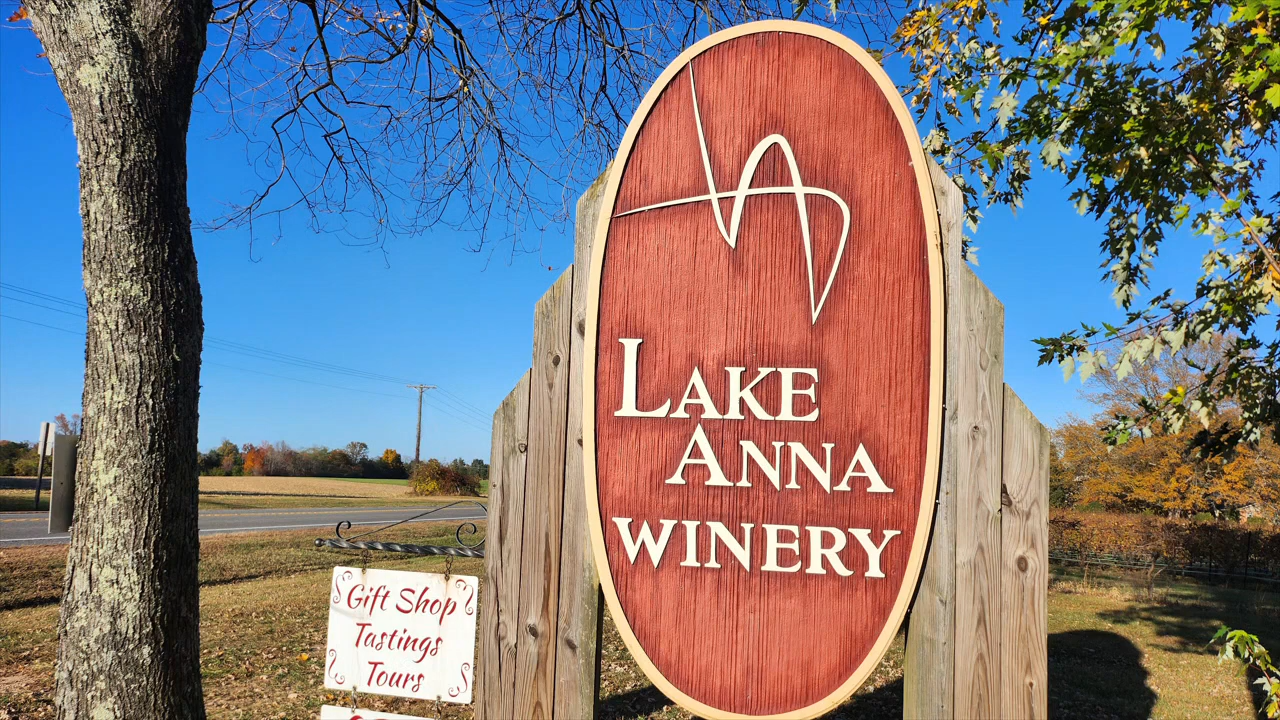 LAKE
ANNA
WINERY
Gift Shop
Tastings
Tours